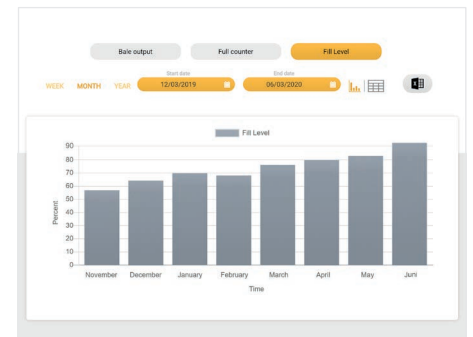 Bale output Full counter Fill Level
Start date End date
WEEK MONTH YEAR 12/03/2019 06/03/2020
Fill Level
90
80
70
60
50
40
30
20
10
0
Percent
November December January February March April May Juni
Time